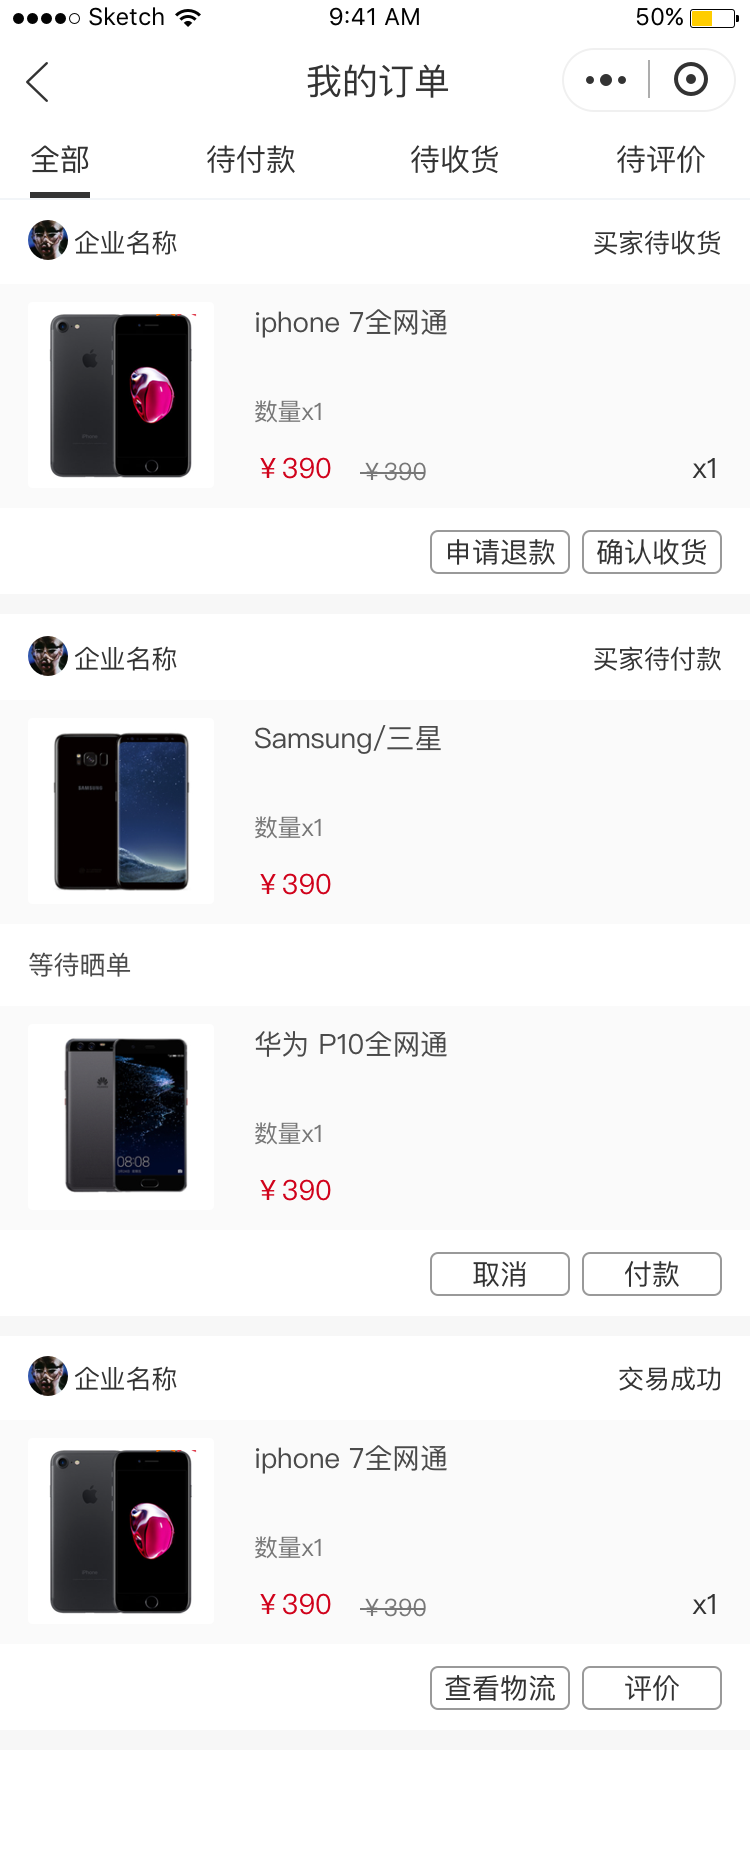 Sketch 9:41 AM 50%
我的订单
全部 待付款 待收货 待评价
企业名称 买家待收货
iphone 7全网通
数量x1
¥390 ¥390 x1
申请退款 确认收货
企业名称 买家待付款
SAMSUNG
Samsung/三星
数量x1
¥390
等待晒单
华为 P10全网通
08:08
数量x1
¥390
取消 付款
企业名称 交易成功
iphone 7全网通
数量x1
¥390 ¥390 x1
查看物流 评价